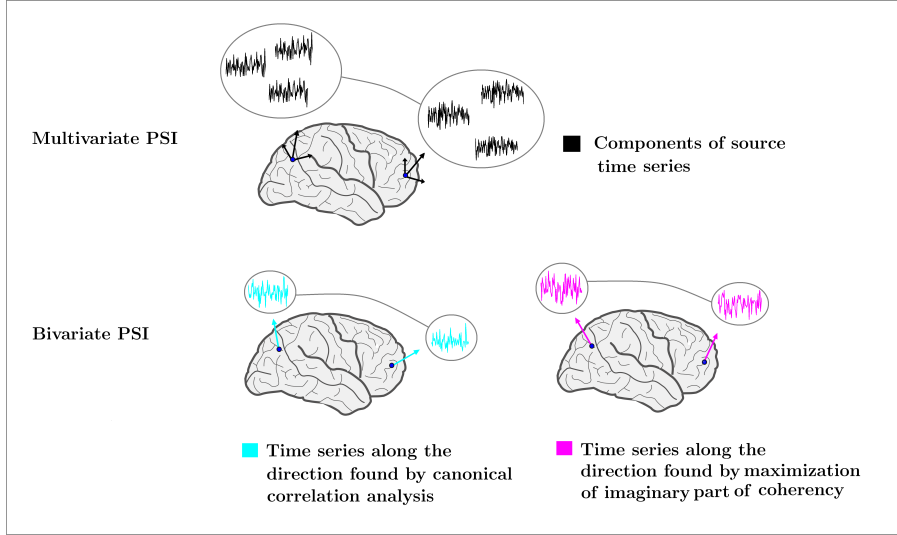 Multivariate PSI
Components of source
time series
Bivariate PSI
Time series along the
direction found by canonical
correlation analysis
Time series along the
direction found by maximization
of imaginary part of coherency